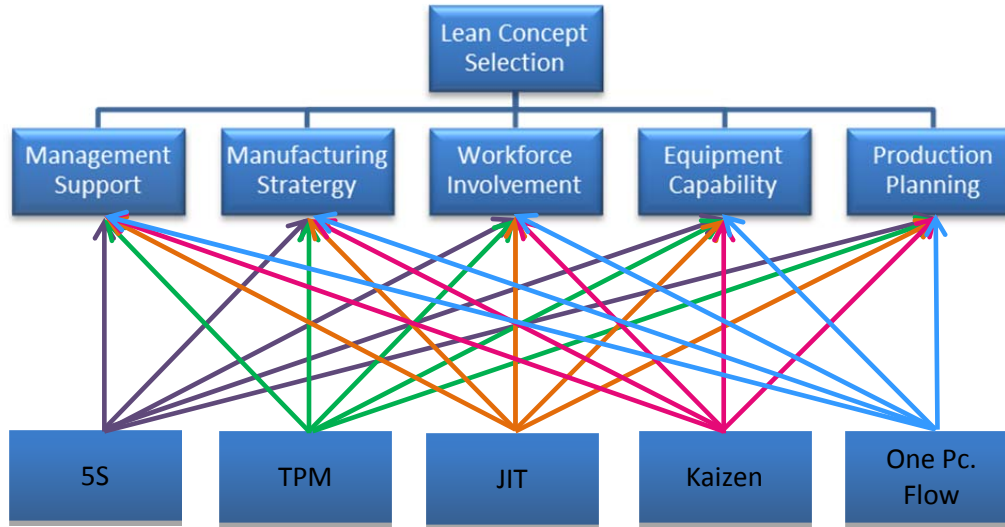 Lean Concept
Selection
Management
Support
Manufacturing
Stratergy
Workforce
Involvement
Equipment
Capability
Production
Planning
5S
TPM
JIT
Kaizen
One Pc.
Flow